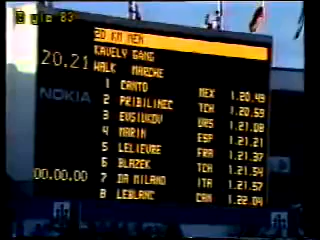 83
20 KM MEN
KAVELY GANG
WALK MARCHE
20.21
NOKIA
00.00.00
1 CANTO MEX 1.20.49
2 PRIBILINEC TCH 1.20.59
3 EVSIUKOV URS 1.21.08
4 MARIN ESP 1.21.21
5 LELIEVRE FRA 1.21.37
6 BLAZEK TCH 1.21.54
7 DA MILANO ITA 1.21.57
8 LEBLANC CAN 1.22.04